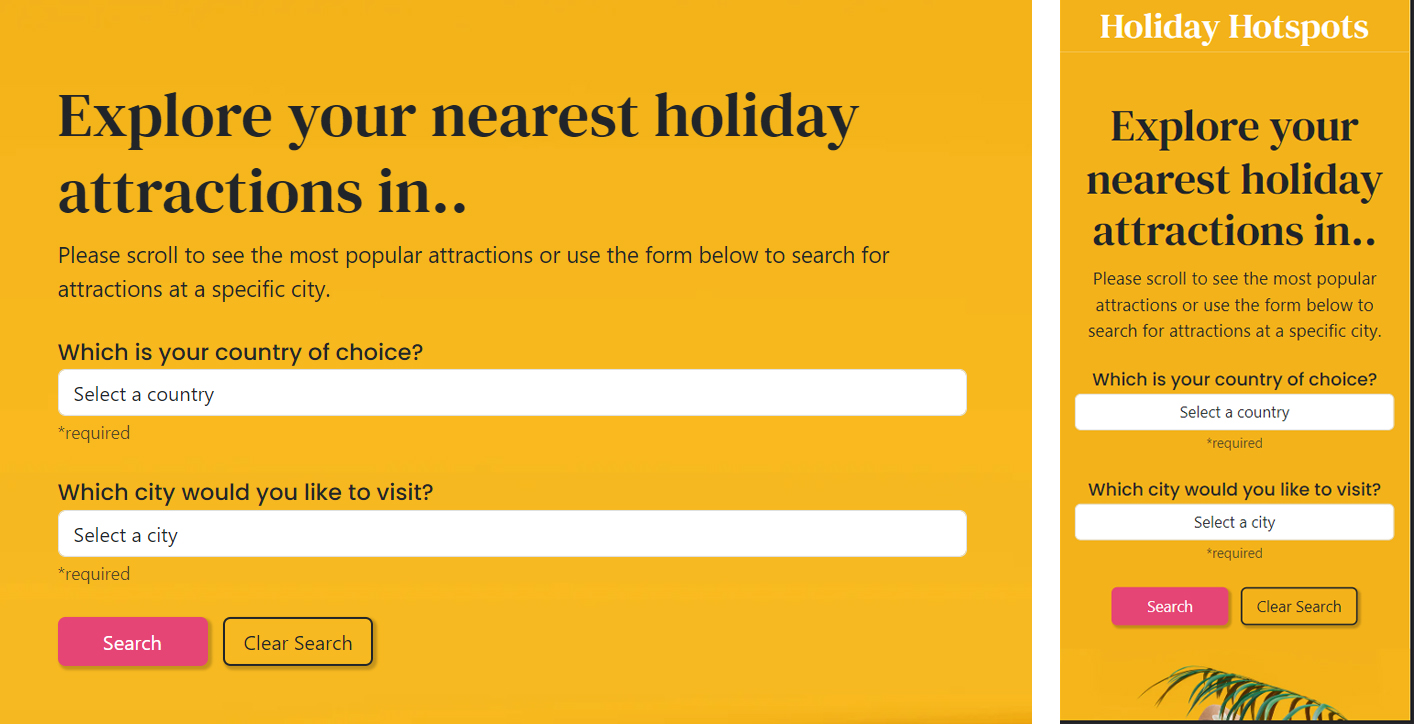 Explore your nearest holiday
attractions in..
Please scroll to see the most popular attractions or use the form below to search for
attractions at a specific city.
Which is your country of choice?
Select a country
*required
Which city would you like to visit?
Select a city
*required
Search
Clear Search
Holiday Hotspots
Explore your
nearest holiday
attractions in..
Please scroll to see the most popular
attractions or use the form below to
search for attractions at a specific city.
Which is your country of choice?
Select a country
*required
Which city would you like to visit?
Select a city
*required
Search
Clear Search